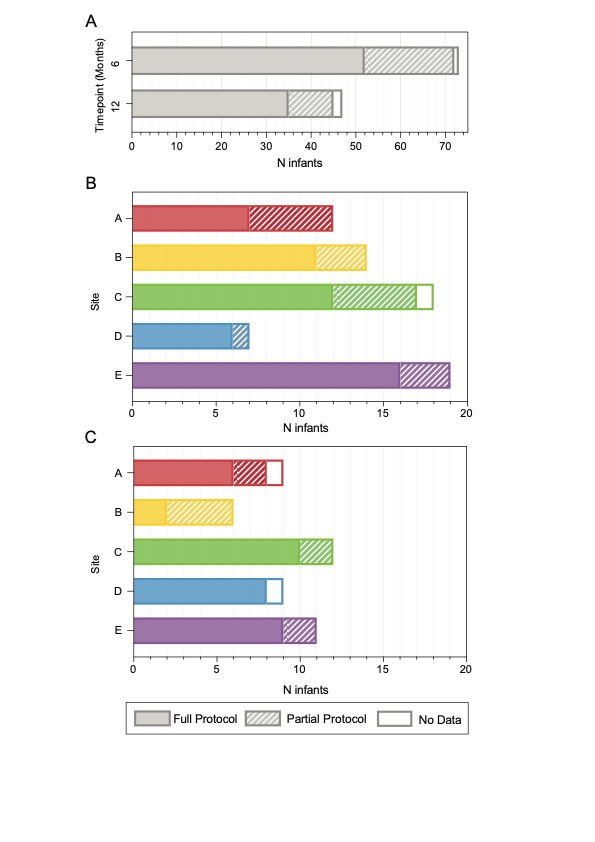 A
Timepoint (Months)
6
12
0 10 20 30 40 50 60 70
N infants
B
Site
A
B
C
D
E
0 5 10 15 20
N infants
C
Site
A
B
C
D
E
0 5 10 15 20
N infants
Full Protocol Partial Protocol No Data